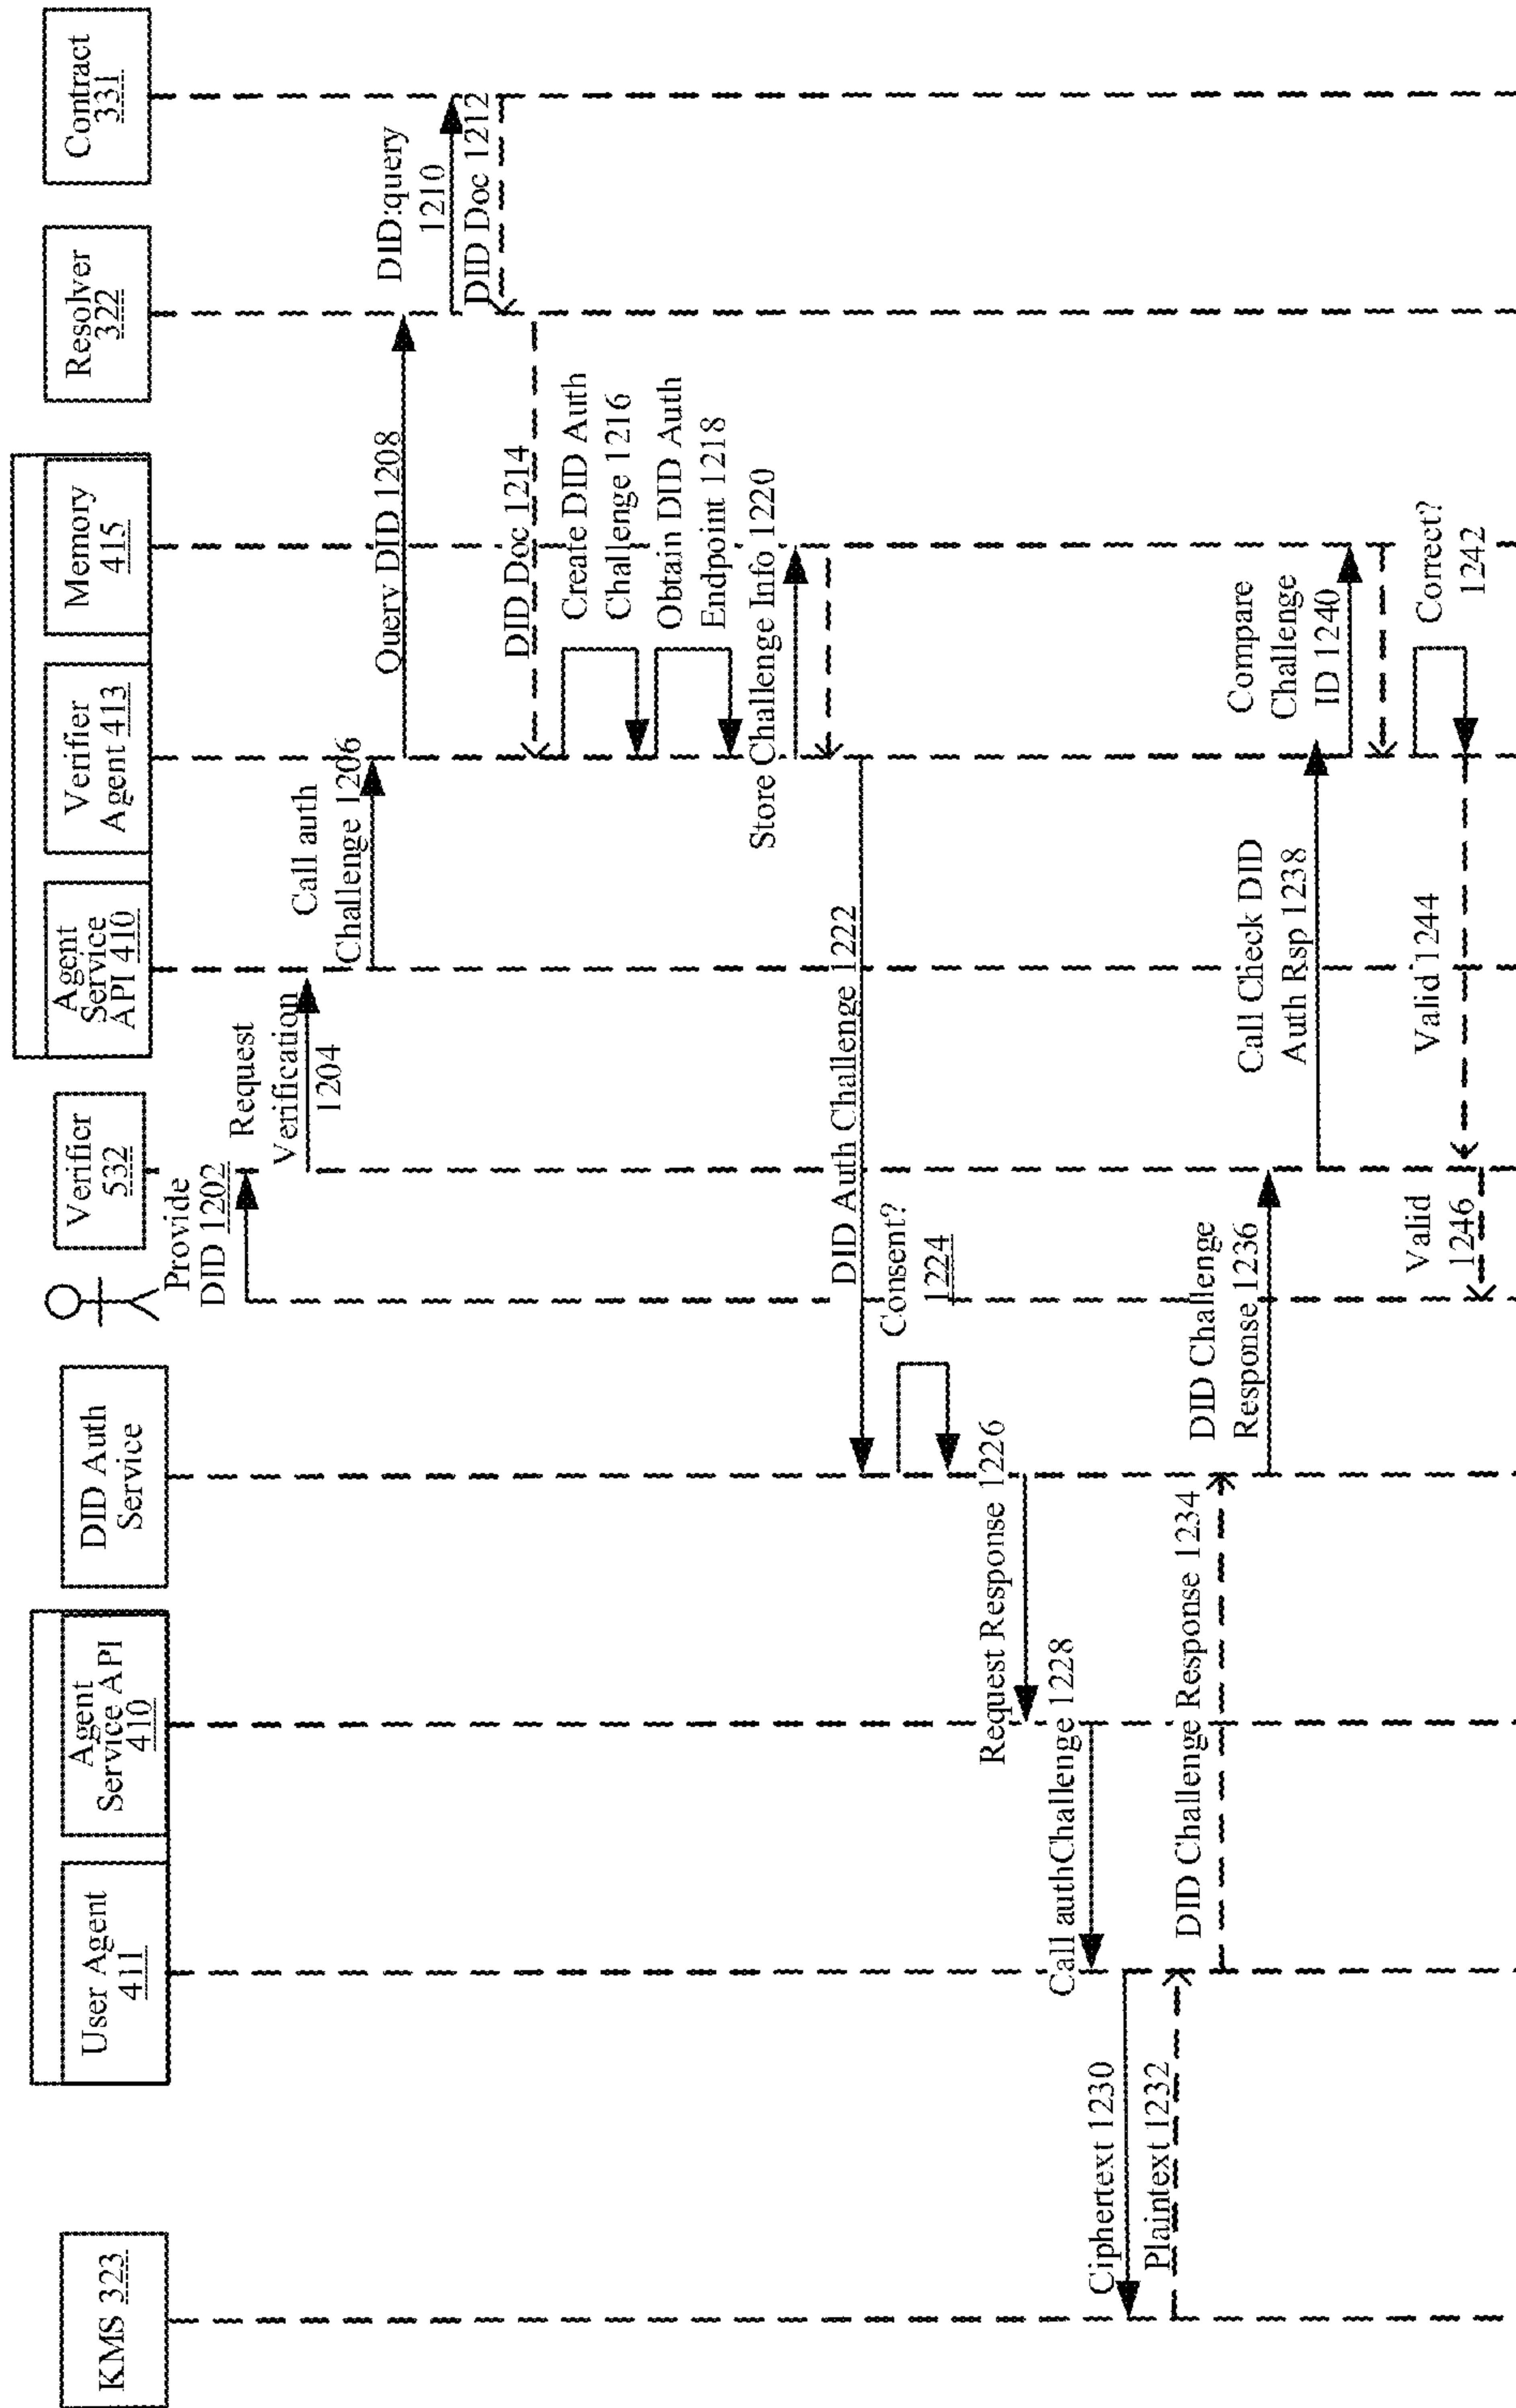 KMS 323
User Agent
411
Agent
Service API
410
DID Auth
Service
Verifier
532
Agent
Service
API 410
Verifier
Agent 413
Memory
415
Resolver
322
Contract
331
Provide
DID 1202
Request
Verification
1204
Call auth
Challenge 1206
Query DID 1208
DID:query
1210
DID Doc 1212
DID Doc 1214
Create DID Auth
Challenge 1216
Obtain DID Auth
Endpoint 1218
Store Challenge Info 1220
DID Auth Challenge 1222
Consent?
1224
Request Response 1226
Call authChallenge 1228
Ciphertext 1230
Plaintext 1232
DID Challenge Response 1234
DID Challenge
Response 1236
Call Check DID
Auth Rsp 1238
Compare
Challenge
ID 1240
Correct?
1242
Valid 1244
Valid
1246